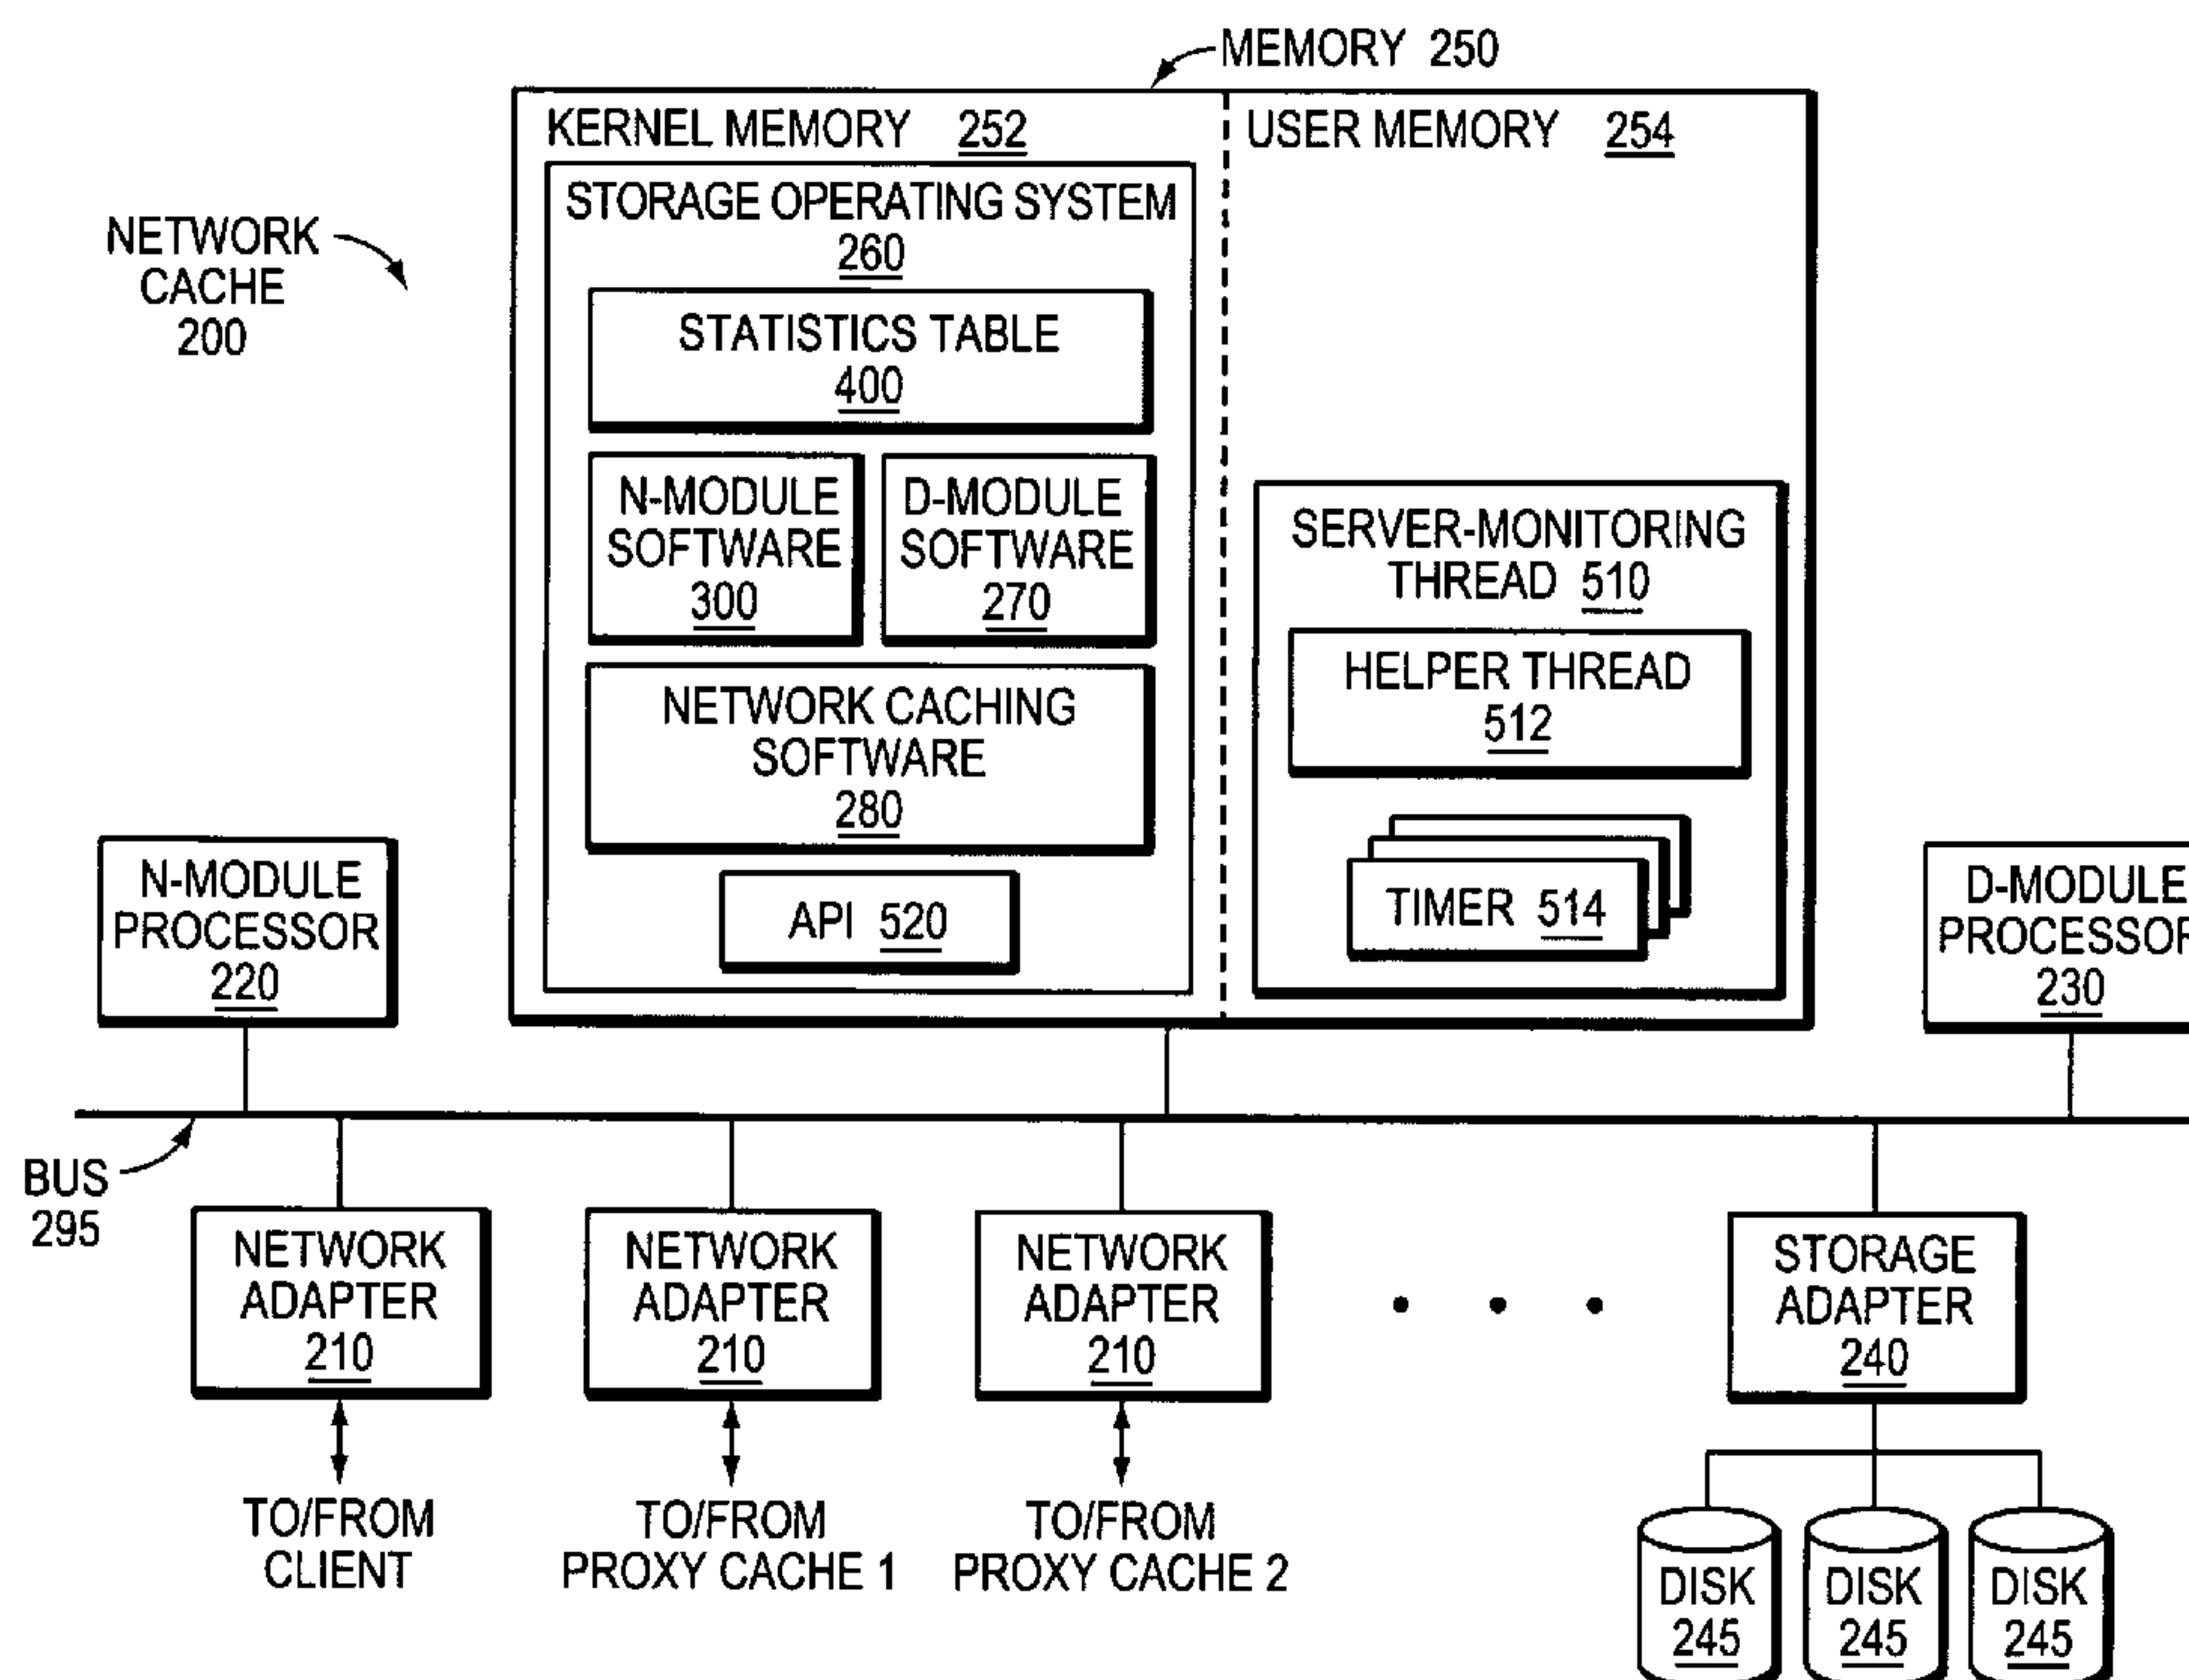 MEMORY 250
KERNEL MEMORY 252
USER MEMORY 254
STORAGE OPERATING SYSTEM
260
NETWORK
CACHE
200
STATISTICS TABLE
400
N-MODULE
SOFTWARE
300
D-MODULE
SOFTWARE
270
NETWORK CACHING
SOFTWARE
280
API 520
SERVER-MONITORING
THREAD 510
HELPER THREAD
512
TIMER 514
N-MODULE
PROCESSOR
220
D-MODULE
PROCESSOR
230
BUS
295
NETWORK
ADAPTER
210
NETWORK
ADAPTER
210
NETWORK
ADAPTER
210
STORAGE
ADAPTER
240
TO/FROM
CLIENT
TO/FROM
PROXY CACHE 1
TO/FROM
PROXY CACHE 2
DISK
245
DISK
245
DISK
245